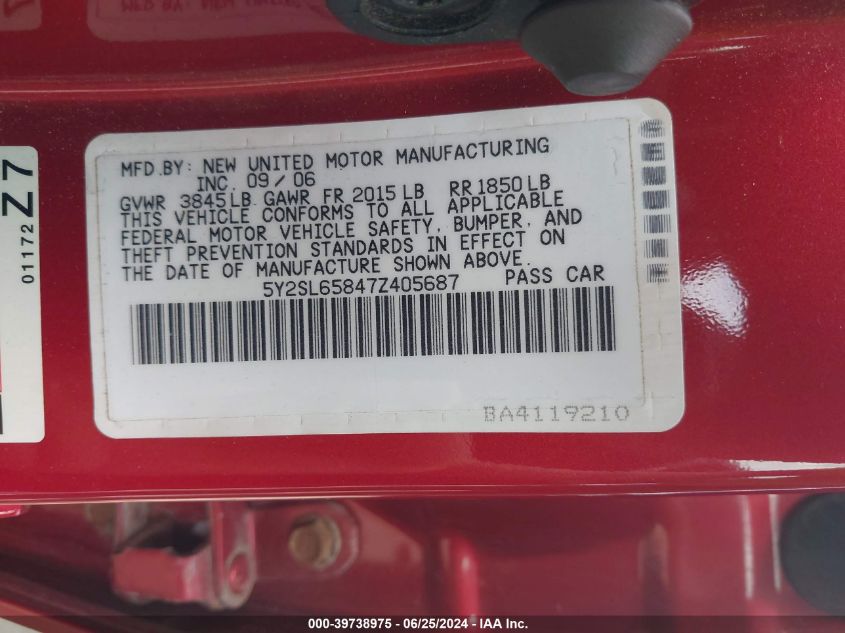 MFD.BY: NEW UNITED MOTOR MANUFACTURING
INC. 09/06
GVWR 3845LB GAWR FR 2015LB RR 1850LB
THIS VEHICLE CONFORMS TO ALL APPLICABLE
FEDERAL MOTOR VEHICLE SAFETY, BUMPER, AND
THEFT PREVENTION STANDARDS IN EFFECT ON
THE DATE OF MANUFACTURE SHOWN ABOVE.
5Y2SL65847Z405687 PASS CAR
BA4119210
01172
Z7
000-39738975 / 06/25/2024 - IAA Inc.